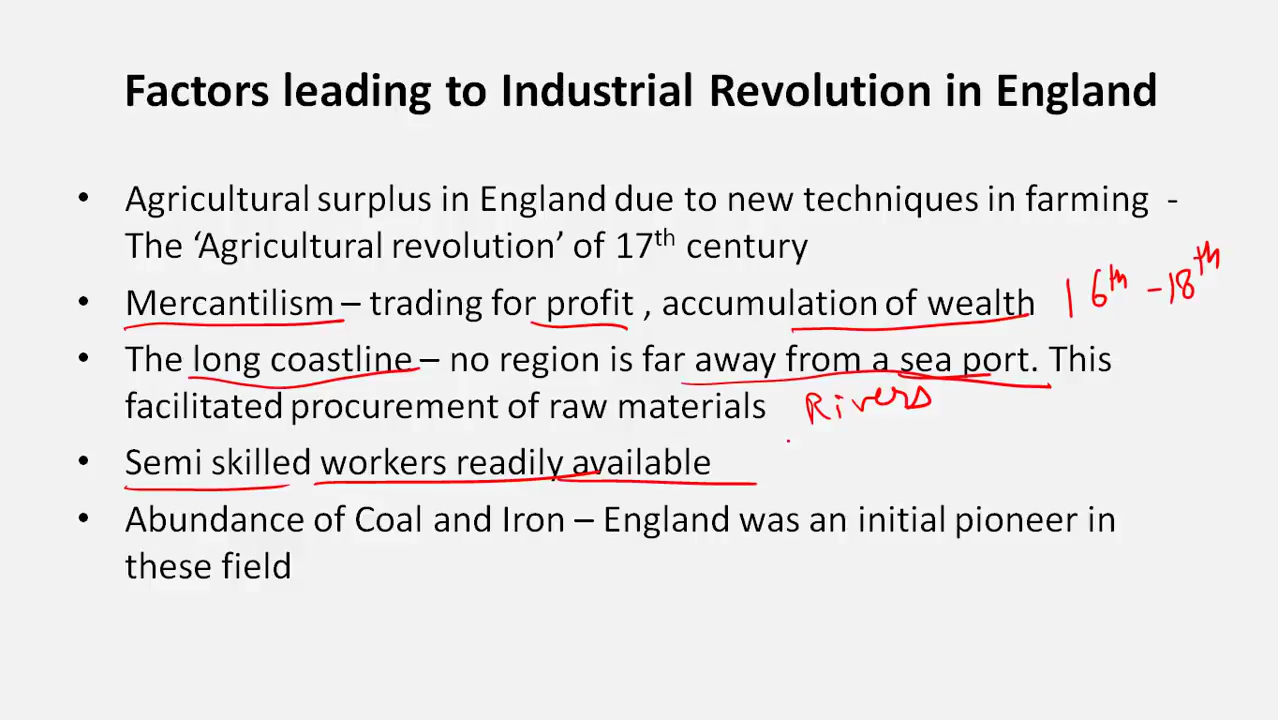 Factors leading to Industrial Revolution in England
• Agricultural surplus in England due to new techniques in farming -
The ‘Agricultural revolution’ of 17th century
• Mercantilism – trading for profit , accumulation of wealth 16th - 18th
• The long coastline – no region is far away from a sea port. This
facilitated procurement of raw materials Rivers
• Semi skilled workers readily available
• Abundance of Coal and Iron – England was an initial pioneer in
these field